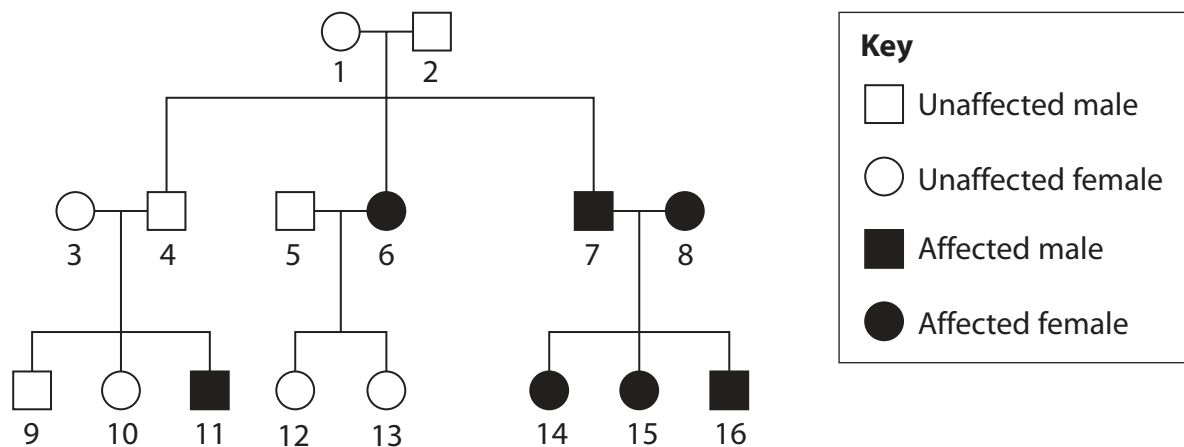 1 2
3 4 5 6 7 8
9 10 11 12 13 14 15 16
Key
Unaffected male
Unaffected female
Affected male
Affected female